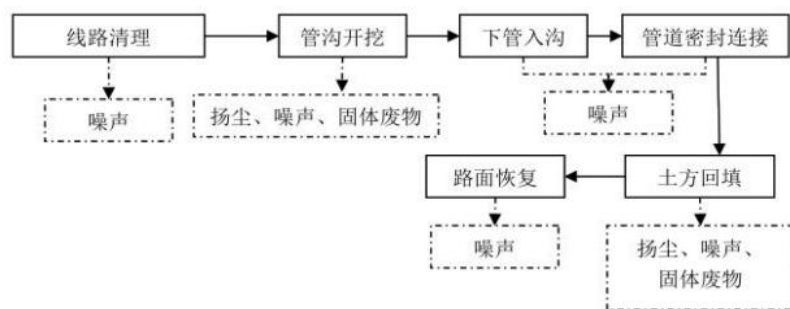 线路清理
管沟开挖
下管入沟
管道密封连接
噪声
扬尘、噪声、固体废物
噪声
路面恢复
土方回填
噪声
扬尘、噪声、
固体废物